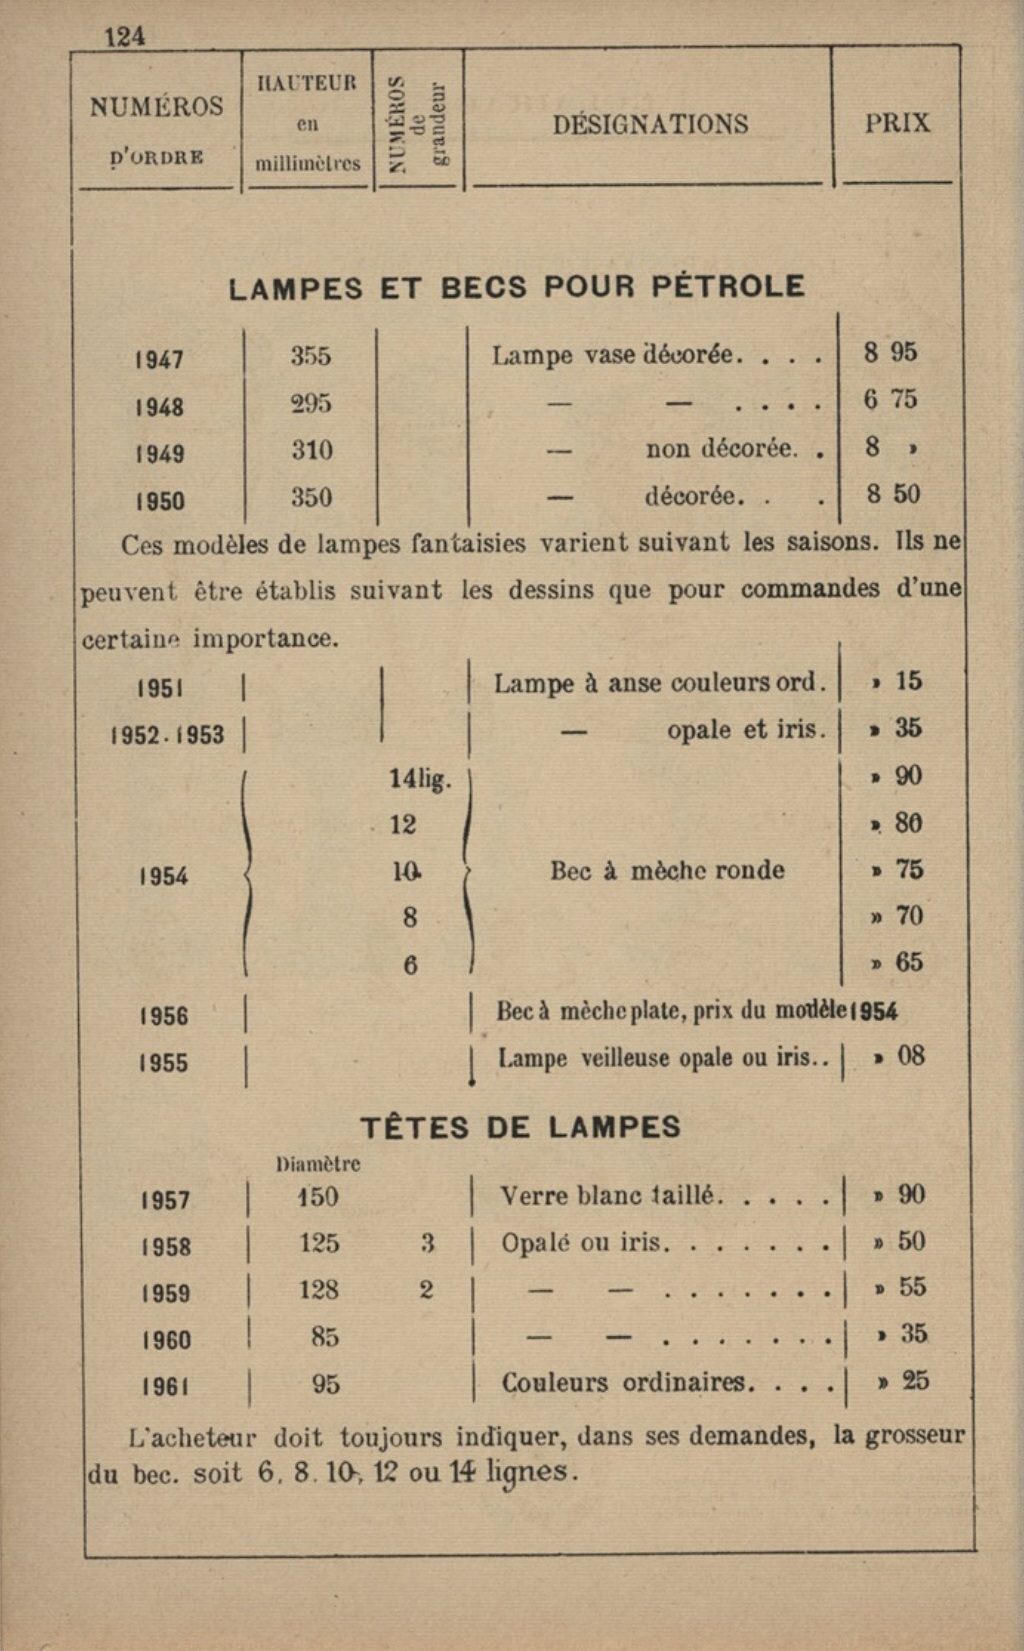 124
NUMÉROS D'ORDRE HAUTEUR en millimètres NUMÉROS de grandeur DÉSIGNATIONS PRIX
LAMPES ET BECS POUR PÉTROLE
1947 355 Lampe vase décorée. . . . 8 95
1948 295 — — . . . . 6 75
1949 310 — non décorée. . 8 »
1950 350 — décorée. . . 8 50
Ces modèles de lampes fantaisies varient suivant les saisons. Ils ne
peuvent être établis suivant les dessins que pour commandes d'une
certaine importance.
1951 Lampe à anse couleurs ord. » 15
1952-1953 — opale et iris. » 35
14 lig. » 90
12 » 80
1954 10 Bec à mèche ronde » 75
8 » 70
6 » 65
1956 Bec à mèche plate, prix du modèle 1954
1955 Lampe veilleuse opale ou iris.. » 08
TÊTES DE LAMPES
Diamètre
1957 150 Verre blanc taillé. . . . . » 90
1958 125 3 Opale ou iris. . . . . . . » 50
1959 128 2 — — . . . . . . . » 55
1960 85 — — . . . . . . . » 35
1961 95 Couleurs ordinaires. . . . » 25
L'acheteur doit toujours indiquer, dans ses demandes, la grosseur
du bec. soit 6, 8. 10, 12 ou 14 lignes.